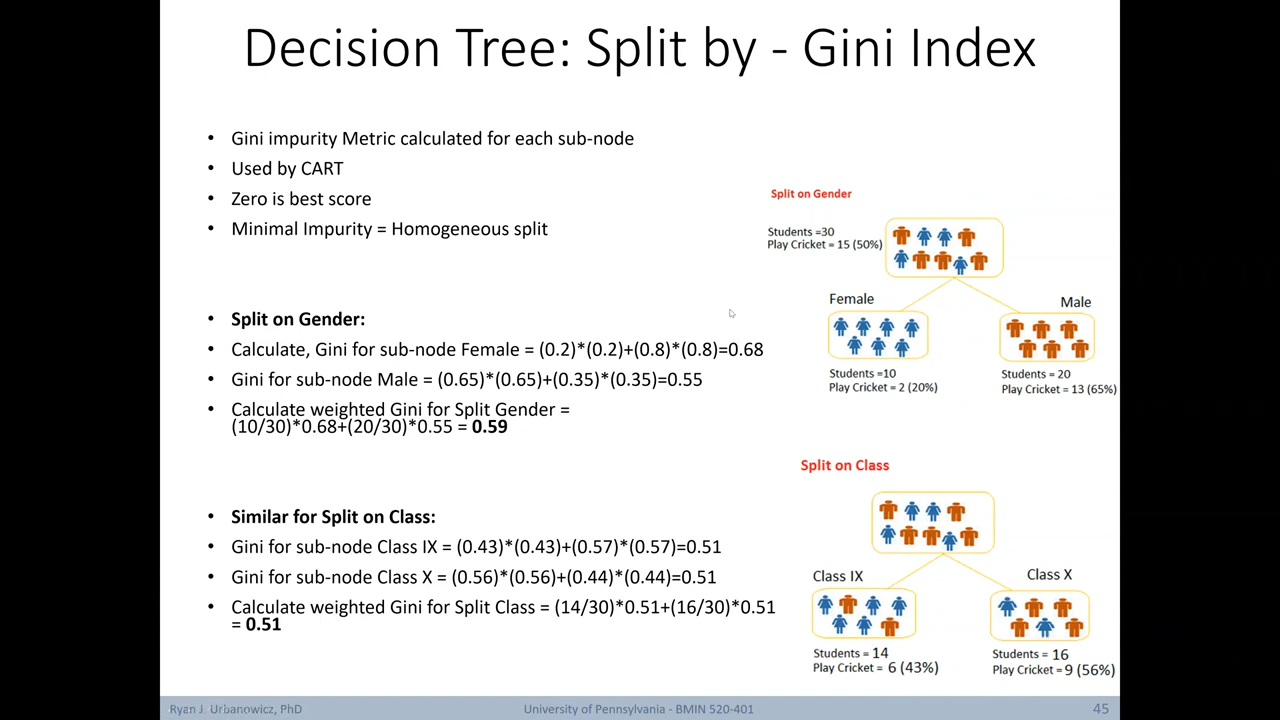 Decision Tree: Split by - Gini Index
• Gini impurity Metric calculated for each sub-node
• Used by CART
• Zero is best score
• Minimal Impurity = Homogeneous split
• Split on Gender:
• Calculate, Gini for sub-node Female = (0.2)*(0.2)+(0.8)*(0.8)=0.68
• Gini for sub-node Male = (0.65)*(0.65)+(0.35)*(0.35)=0.55
• Calculate weighted Gini for Split Gender =
(10/30)*0.68+(20/30)*0.55 = 0.59
• Similar for Split on Class:
• Gini for sub-node Class IX = (0.43)*(0.43)+(0.57)*(0.57)=0.51
• Gini for sub-node Class X = (0.56)*(0.56)+(0.44)*(0.44)=0.51
• Calculate weighted Gini for Split Class = (14/30)*0.51+(16/30)*0.51
= 0.51
Split on Gender
Students =30
Play Cricket = 15 (50%)
Female
Male
Students =10
Play Cricket = 2 (20%)
Students = 20
Play Cricket = 13 (65%)
Split on Class
Class IX
Class X
Students = 14
Play Cricket = 6 (43%)
Students = 16
Play Cricket = 9 (56%)
Ryan J. Urbanowicz, PhD
University of Pennsylvania - BMIN 520-401
45